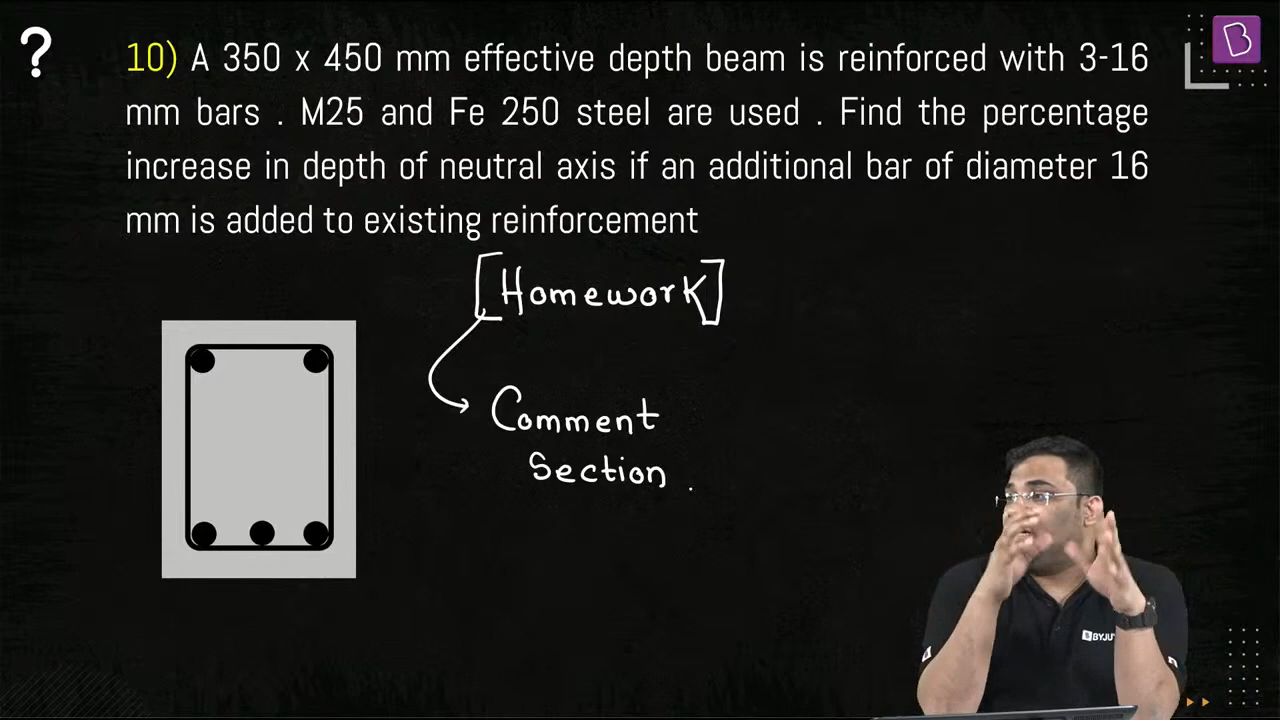 ?
10) A 350 x 450 mm effective depth beam is reinforced with 3-16
mm bars . M25 and Fe 250 steel are used . Find the percentage
increase in depth of neutral axis if an additional bar of diameter 16
mm is added to existing reinforcement
[Homework]
Comment
Section .
B
BYJU'